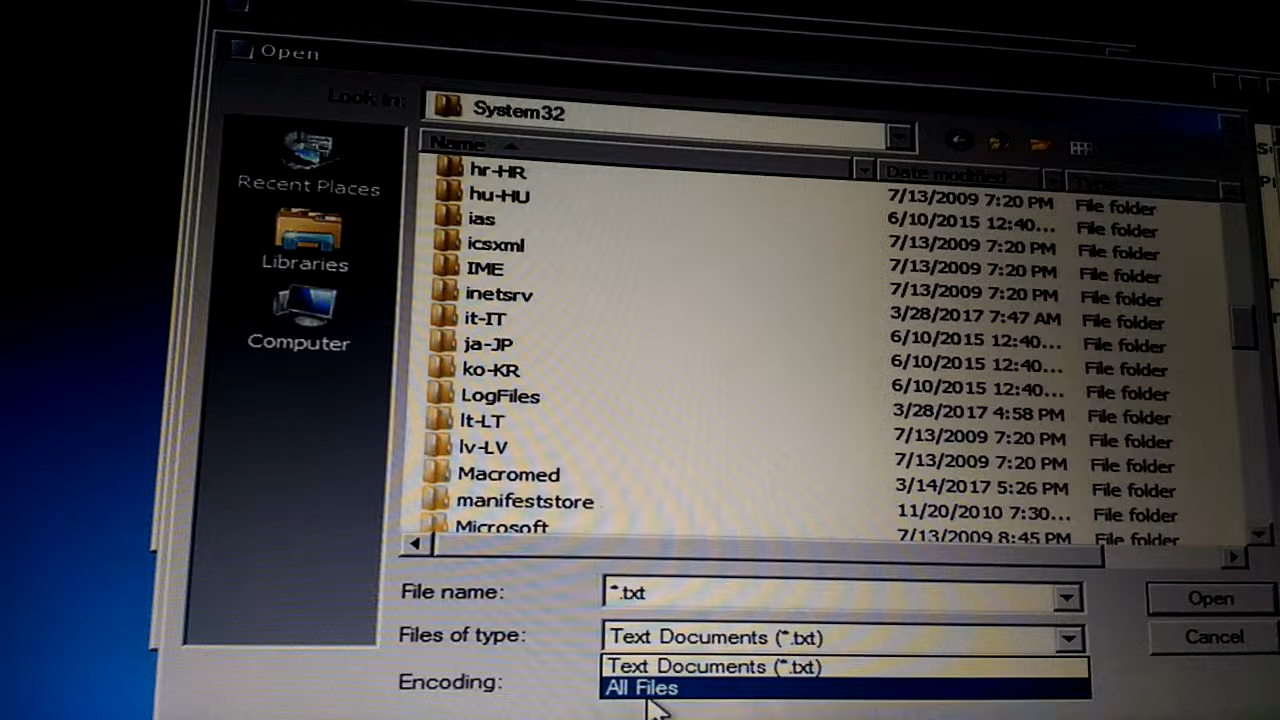 Open
Look in:
System32
Recent Places
Libraries
Computer
Name
Date modified
Type
hr-HR
7/13/2009 7:20 PM
File folder
hu-HU
6/10/2015 12:40...
File folder
ias
7/13/2009 7:20 PM
File folder
icsxml
7/13/2009 7:20 PM
File folder
IME
7/13/2009 7:20 PM
File folder
inetsrv
3/28/2017 7:47 AM
File folder
it-IT
6/10/2015 12:40...
File folder
ja-JP
6/10/2015 12:40...
File folder
ko-KR
6/10/2015 12:40...
File folder
LogFiles
3/28/2017 4:58 PM
File folder
lt-LT
7/13/2009 7:20 PM
File folder
lv-LV
7/13/2009 7:20 PM
File folder
Macromed
3/14/2017 5:26 PM
File folder
manifeststore
11/20/2010 7:30...
File folder
Microsoft
7/13/2009 8:45 PM
File folder
File name:
*.txt
Open
Files of type:
Text Documents (*.txt)
Cancel
Text Documents (*.txt)
All Files
Encoding: